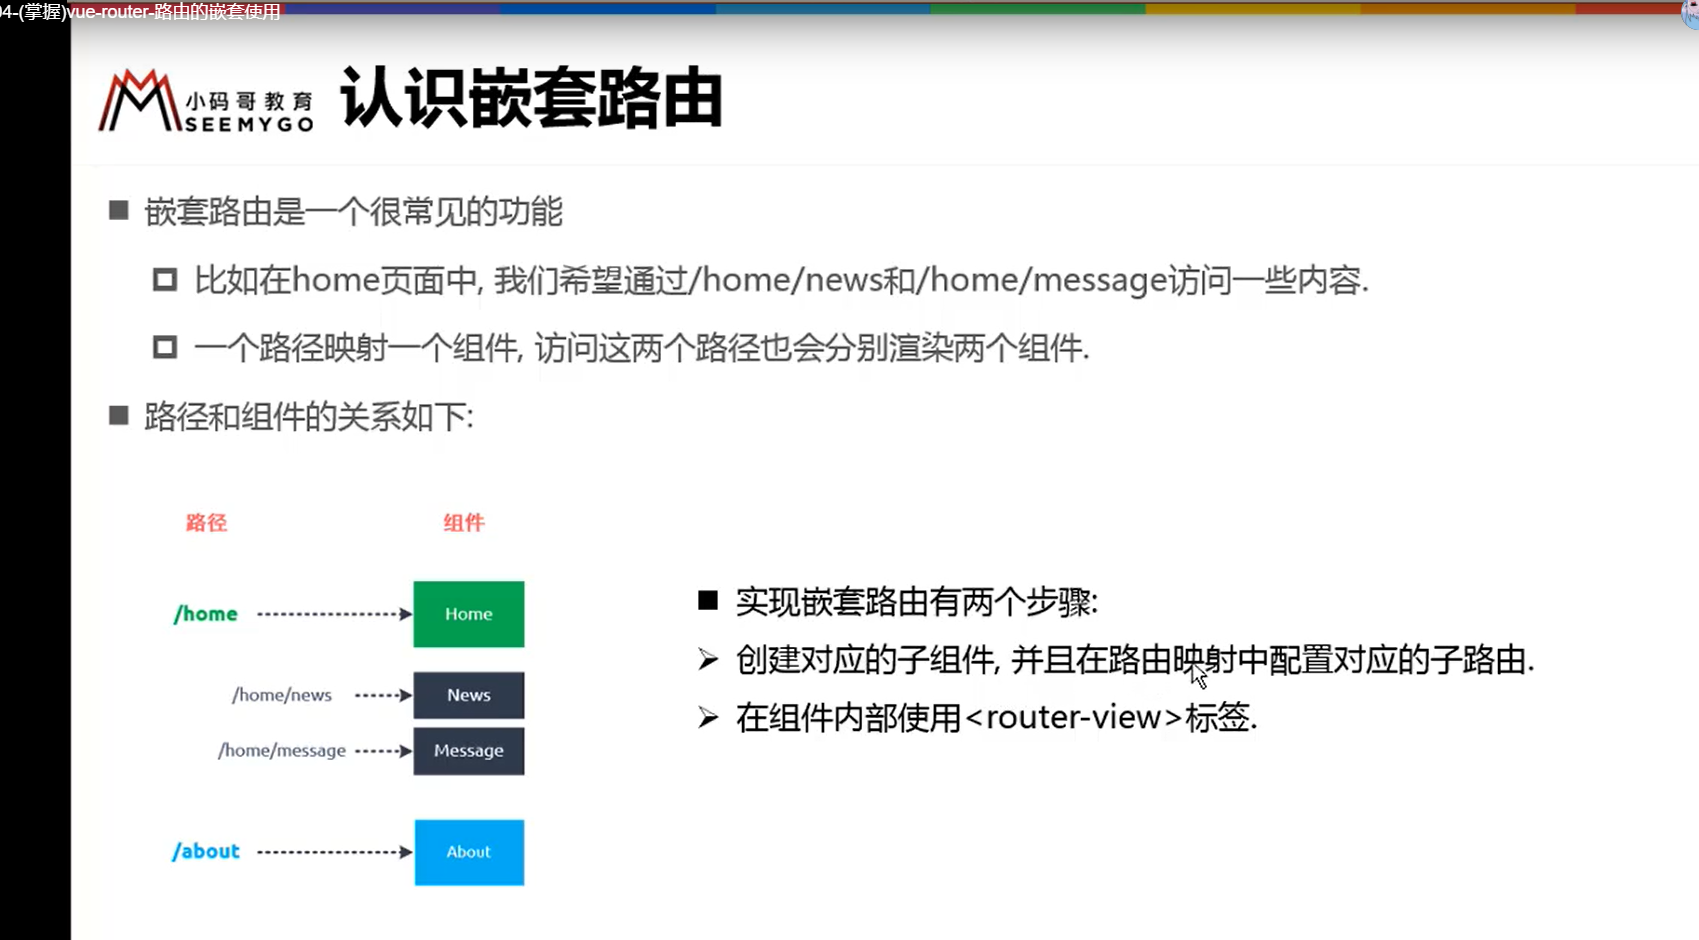 04-(掌握)vue-router-路由的嵌套使用
小码哥教育
SEEMYGO
认识嵌套路由
嵌套路由是一个很常见的功能
比如在home页面中, 我们希望通过/home/news和/home/message访问一些内容.
一个路径映射一个组件, 访问这两个路径也会分别渲染两个组件.
路径和组件的关系如下:
路径 组件
/home Home
/home/news News
/home/message Message
/about About
实现嵌套路由有两个步骤:
创建对应的子组件, 并且在路由映射中配置对应的子路由.
在组件内部使用<router-view>标签.